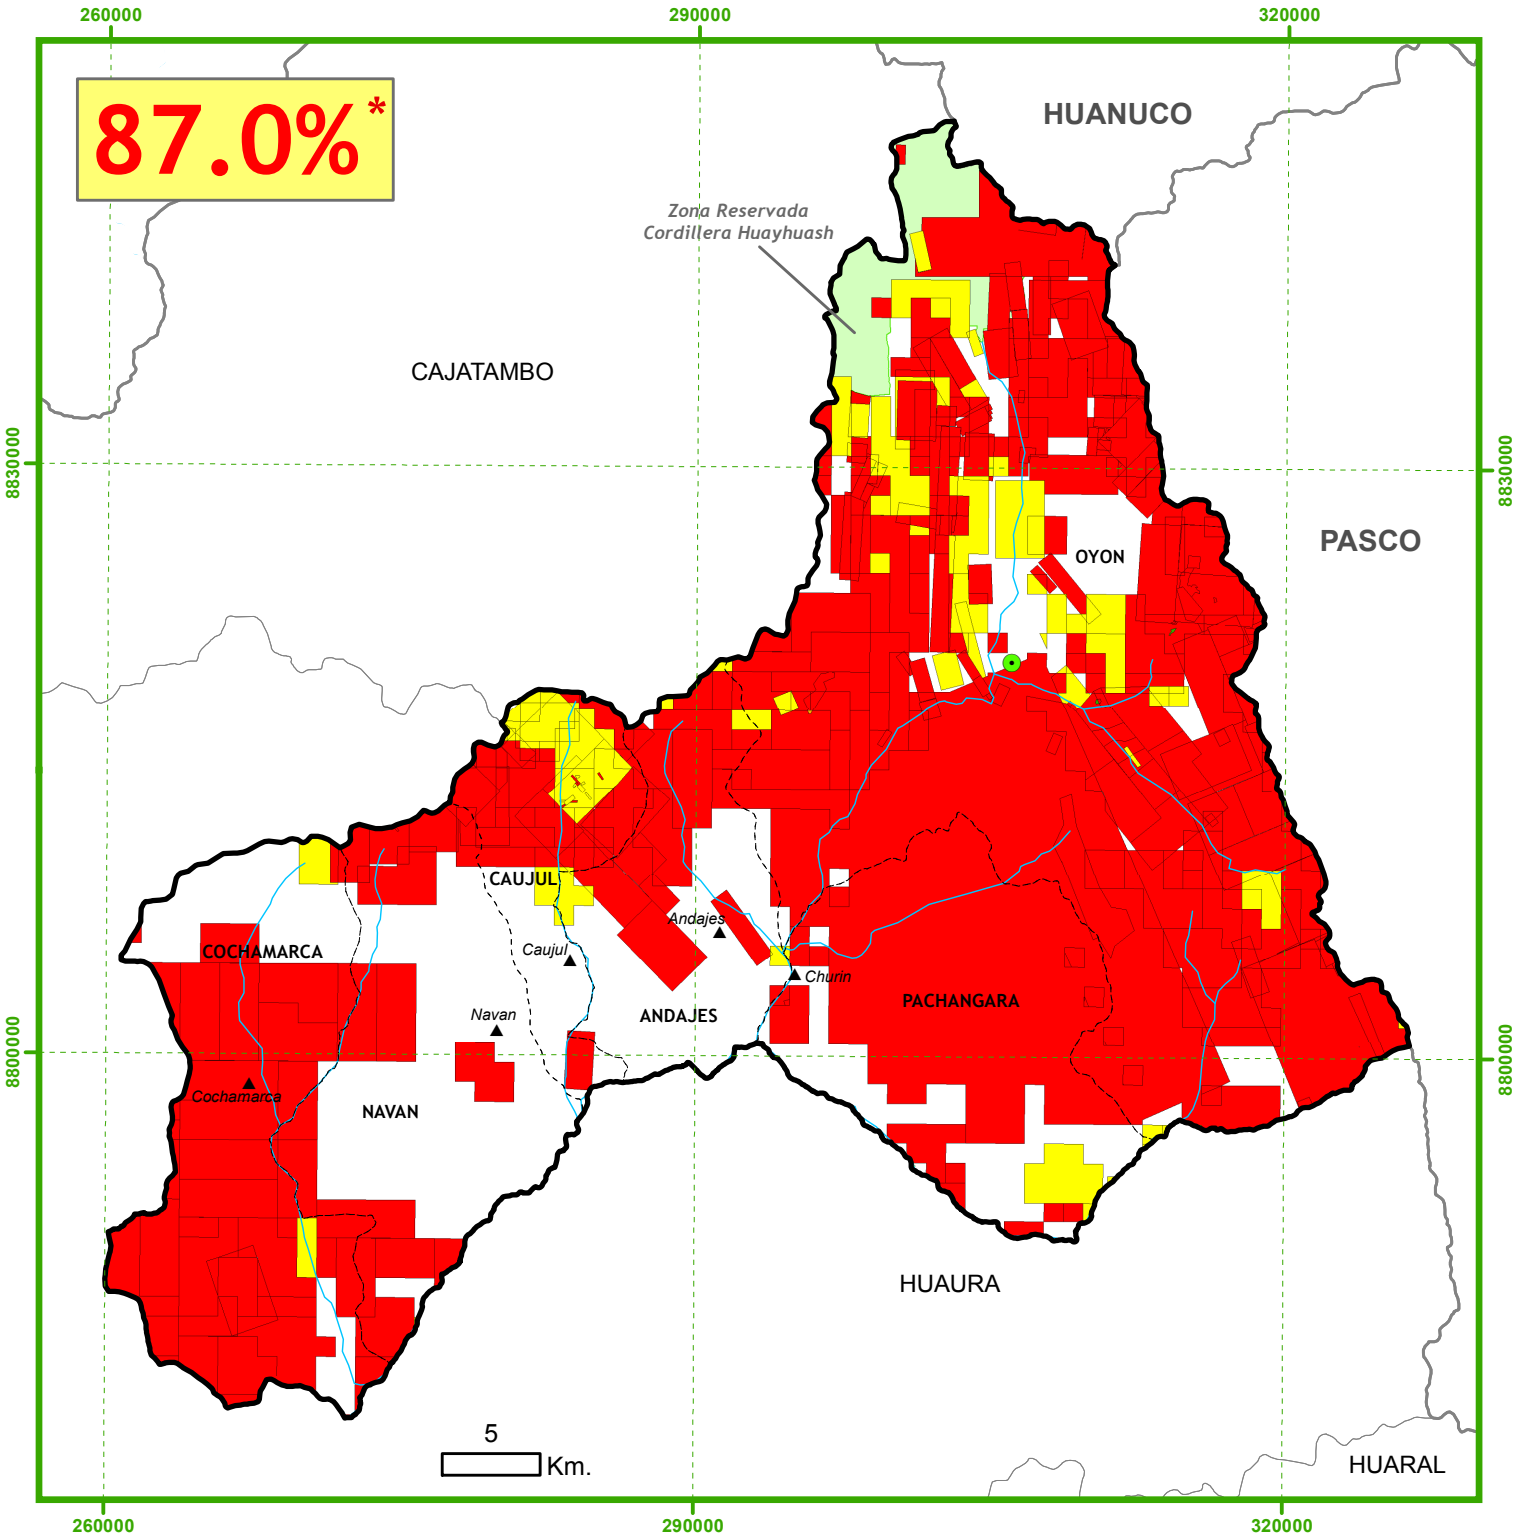 260000
290000
320000
87.0%*
HUANUCO
Zona Reservada
Cordillera Huayhuash
CAJATAMBO
8830000
8830000
PASCO
OYON
CAUJUL
Andajes
COCHAMARCA
Caujul
Churin
PACHANGARA
Navan
ANDAJES
8800000
8800000
Cochamarca
NAVAN
HUAURA
5
Km.
HUARAL
260000
290000
320000